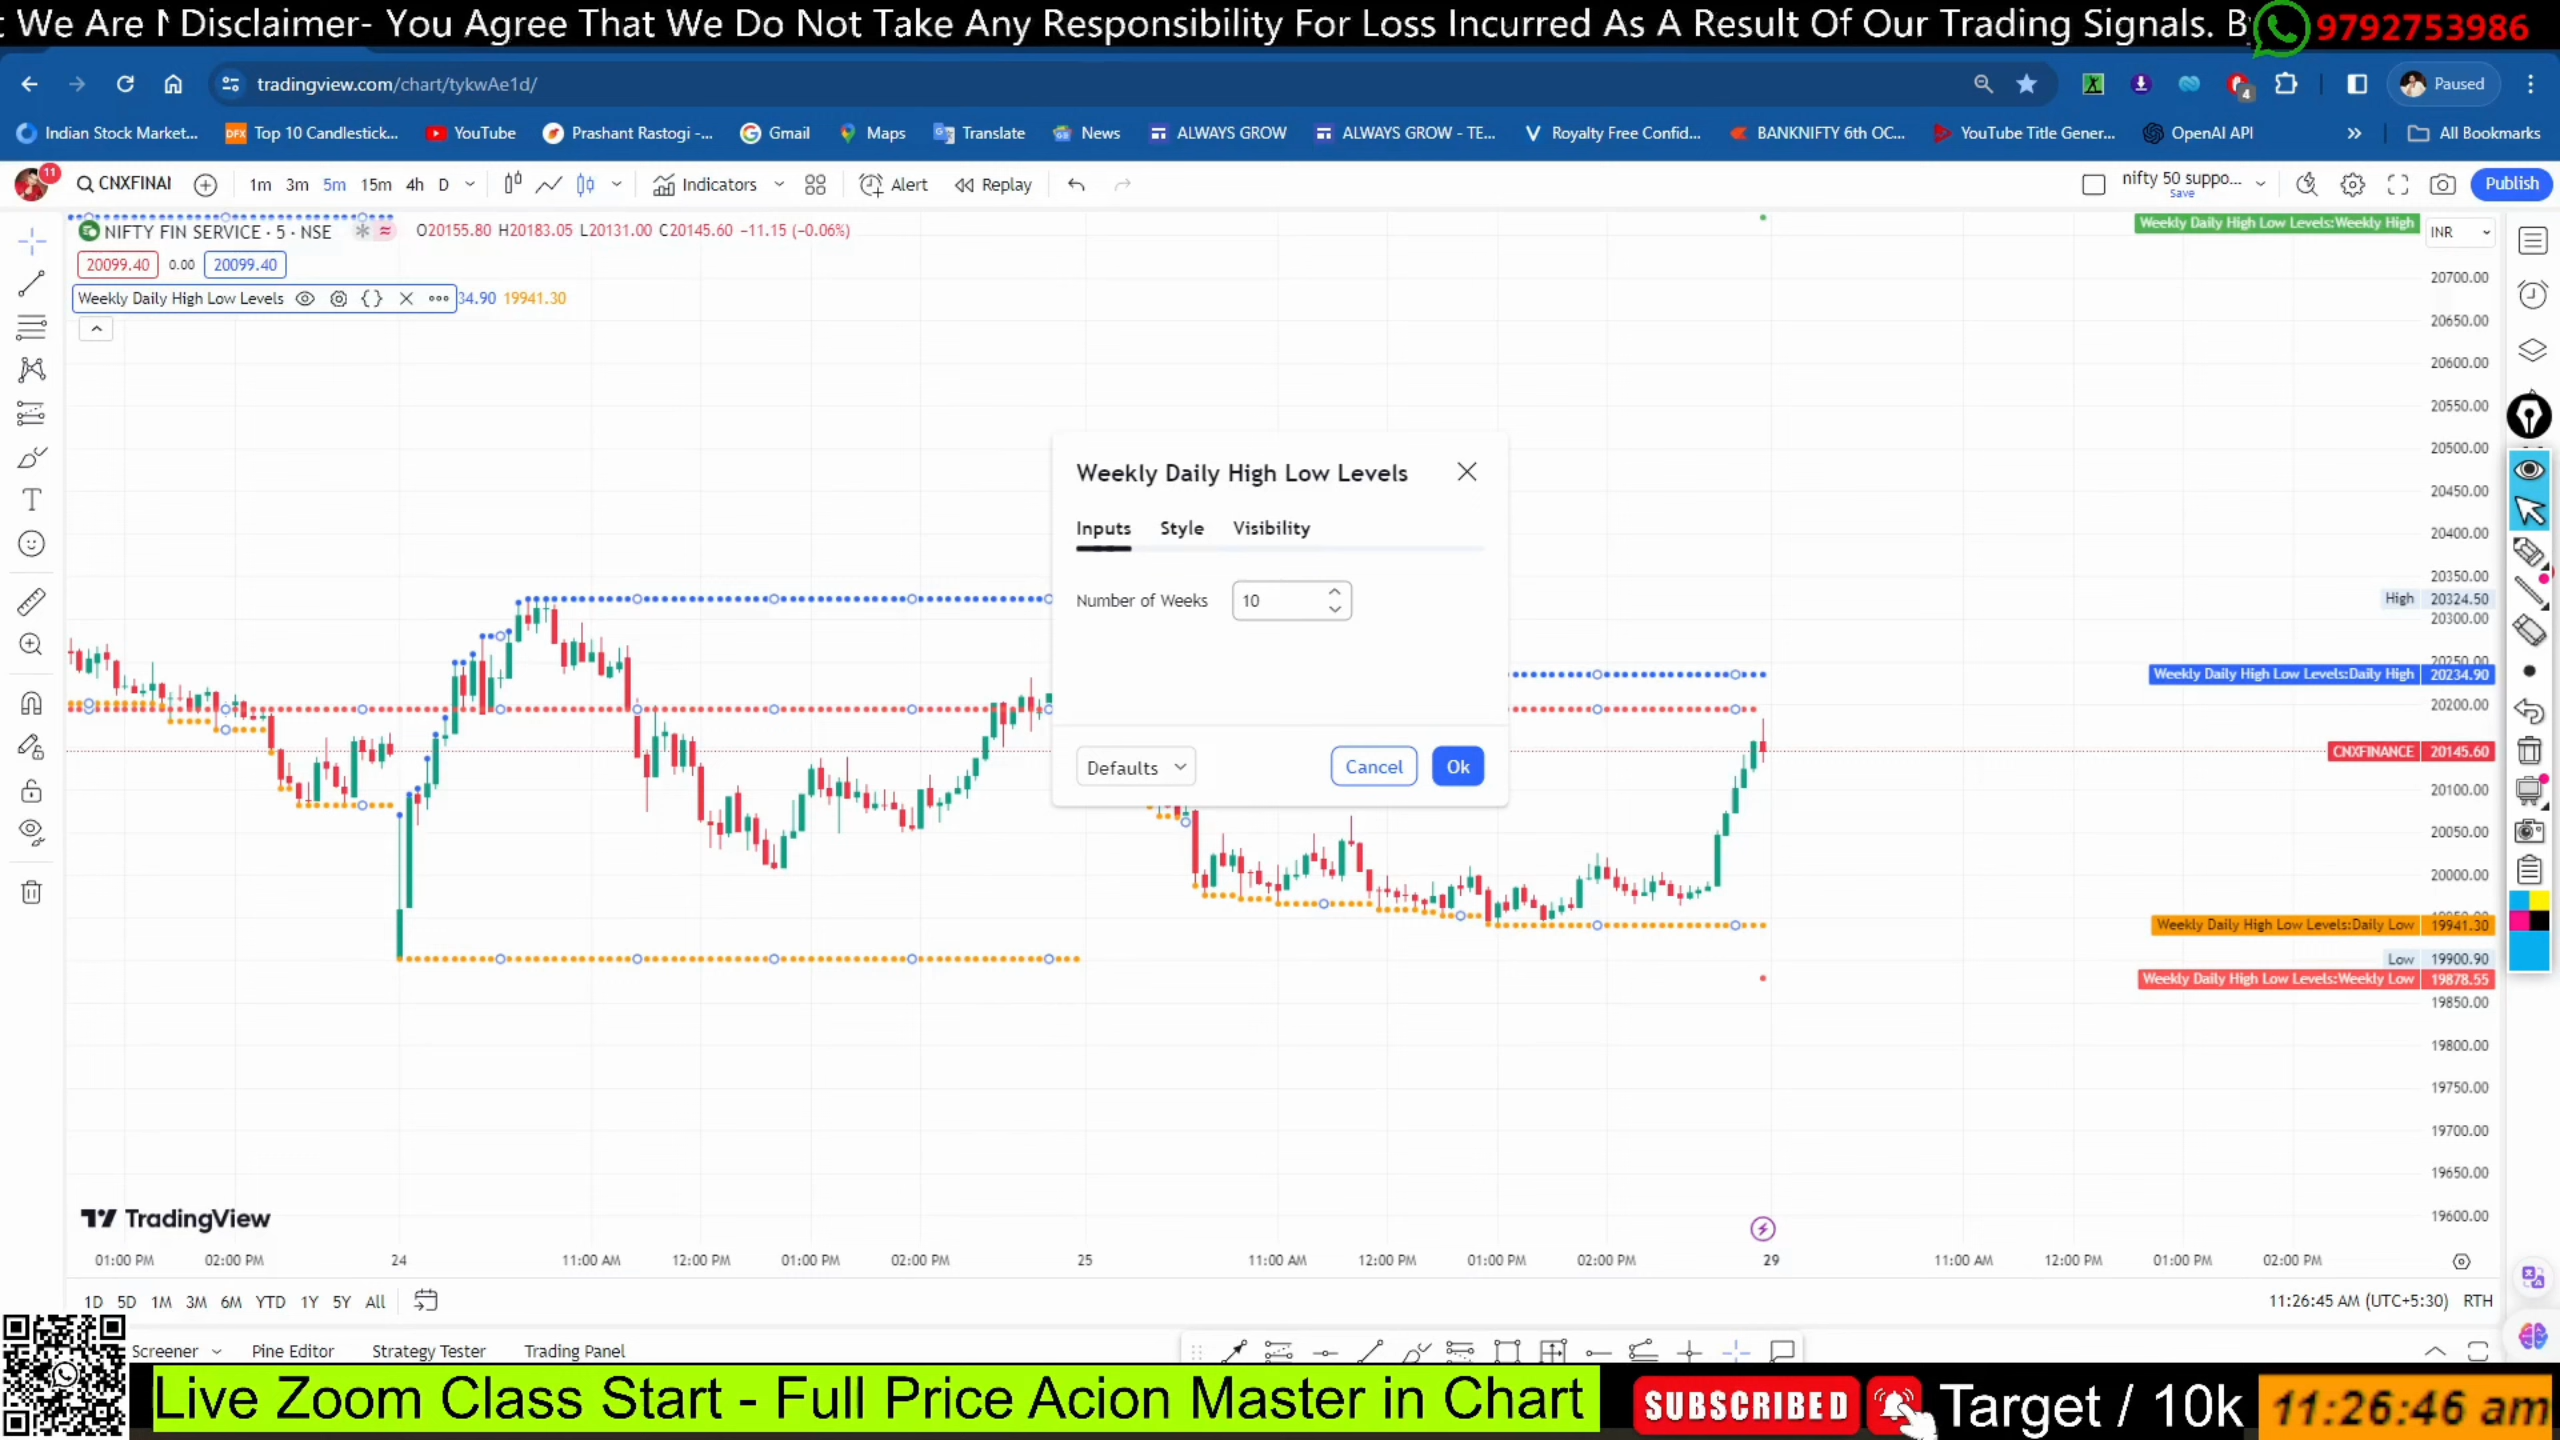 We Are
Disclaimer- You Agree That We Do Not Take Any Responsibility For Loss Incurred As A Result Of Our Trading Signals.
9792753986
tradingview.com/chart/tykwAe1d/
4
Paused
Indian Stock Market...
DFX Top 10 Candlestick...
YouTube
Prashant Rastogi -...
Gmail
Maps
Translate
News
ALWAYS GROW
ALWAYS GROW - TE...
Royalty Free Confid...
BANKNIFTY 6th OC...
YouTube Title Gener...
OpenAI API
All Bookmarks
11
CNXFINAI
1m 3m 5m 15m 4h D
Indicators
Alert
Replay
nifty 50 suppo...
Save
Publish
NIFTY FIN SERVICE · 5 · NSE
O20155.80 H20183.05 L20131.00 C20145.60 −11.15 (−0.06%)
20099.40 0.00 20099.40
Weekly Daily High Low Levels 34.90 19941.30
Weekly Daily High Low Levels:Weekly High
INR
20700.00
20650.00
20600.00
20550.00
20500.00
20450.00
20400.00
20350.00
High 20324.50
20300.00
20250.00
Weekly Daily High Low Levels:Daily High 20234.90
20200.00
CNXFINANCE 20145.60
20100.00
20050.00
20000.00
Weekly Daily High Low Levels:Daily Low 19941.30
Low 19900.90
Weekly Daily High Low Levels:Weekly Low 19878.55
19850.00
19800.00
19750.00
19700.00
19650.00
19600.00
Weekly Daily High Low Levels
Inputs Style Visibility
Number of Weeks 10
Defaults Cancel Ok
TradingView
01:00 PM 02:00 PM 24 11:00 AM 12:00 PM 01:00 PM 02:00 PM 25 11:00 AM 12:00 PM 01:00 PM 02:00 PM 29 11:00 AM 12:00 PM 01:00 PM 02:00 PM
1D 5D 1M 3M 6M YTD 1Y 5Y All
11:26:45 AM (UTC+5:30) RTH
Screener Pine Editor Strategy Tester Trading Panel
Live Zoom Class Start - Full Price Acion Master in Chart
SUBSCRIBED
Target / 10k
11:26:46 am